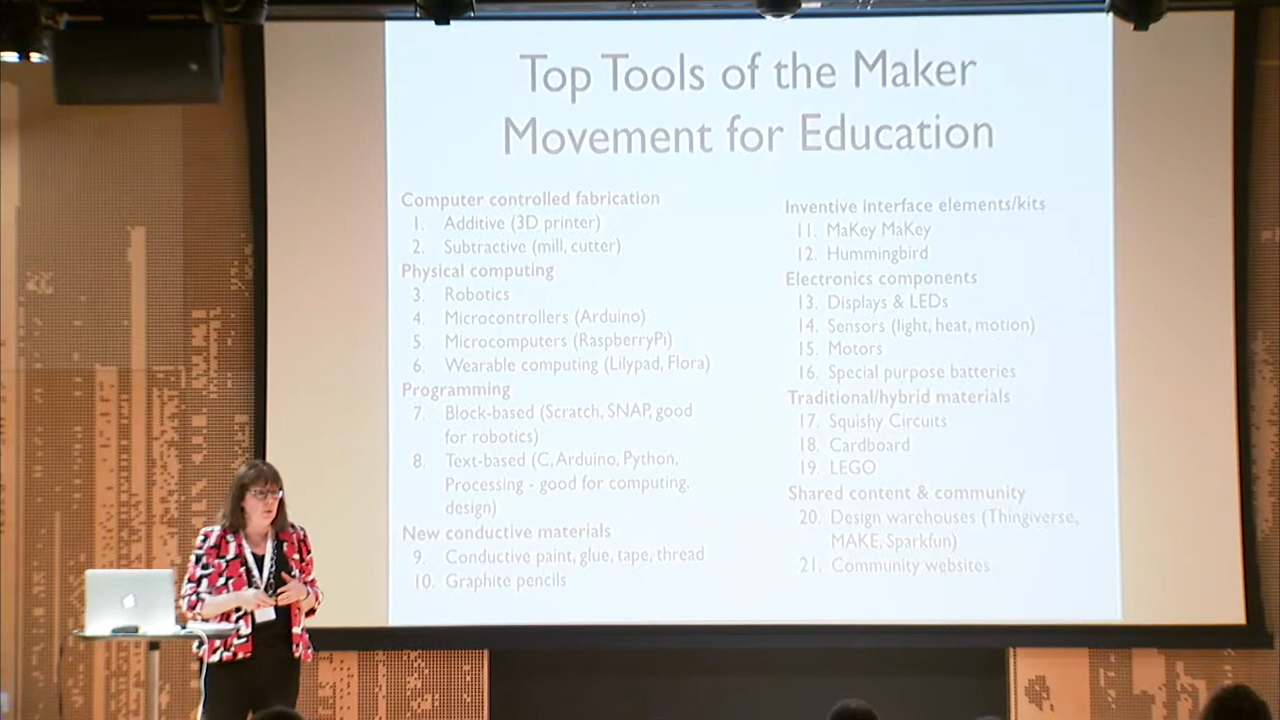 Top Tools of the Maker
Movement for Education
Computer controlled fabrication
1. Additive (3D printer)
2. Subtractive (mill, cutter)
Physical computing
3. Robotics
4. Microcontrollers (Arduino)
5. Microcomputers (RaspberryPi)
6. Wearable computing (Lilypad, Flora)
Programming
7. Block-based (Scratch, SNAP, good
for robotics)
8. Text-based (C, Arduino, Python,
Processing - good for computing,
design)
New conductive materials
9. Conductive paint, glue, tape, thread
10. Graphite pencils
Inventive interface elements/kits
11. MaKey MaKey
12. Hummingbird
Electronics components
13. Displays & LEDs
14. Sensors (light, heat, motion)
15. Motors
16. Special purpose batteries
Traditional/hybrid materials
17. Squishy Circuits
18. Cardboard
19. LEGO
Shared content & community
20. Design warehouses (Thingiverse,
MAKE, Sparkfun)
21. Community websites